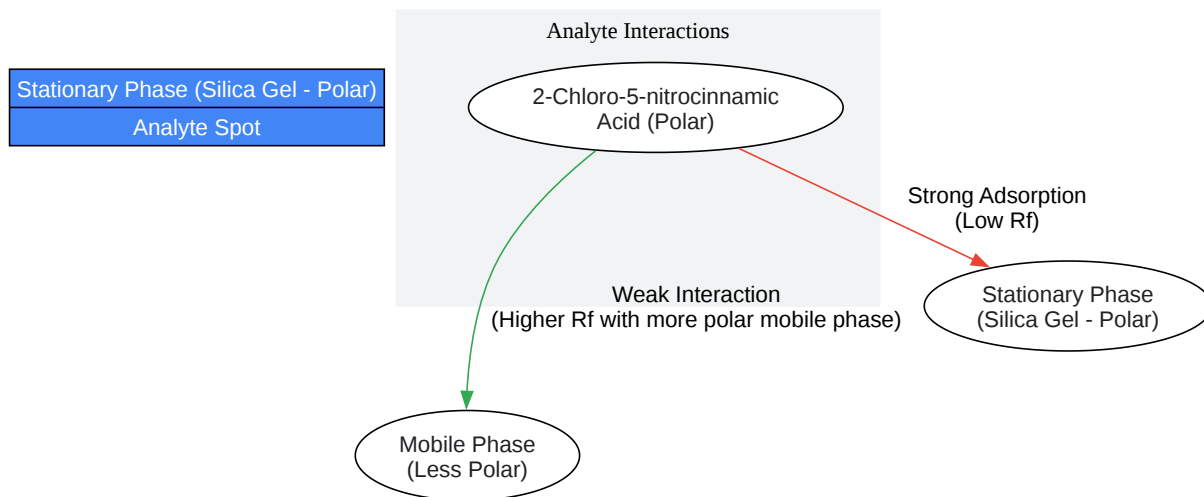 Analyte Interactions
Stationary Phase (Silica Gel - Polar)
Analyte Spot
2-Chloro-5-nitrocinnamic
Acid (Polar)
Strong Adsorption
(Low Rf)
Weak Interaction
(Higher Rf with more polar mobile phase)
Stationary Phase
(Silica Gel - Polar)
Mobile Phase
(Less Polar)